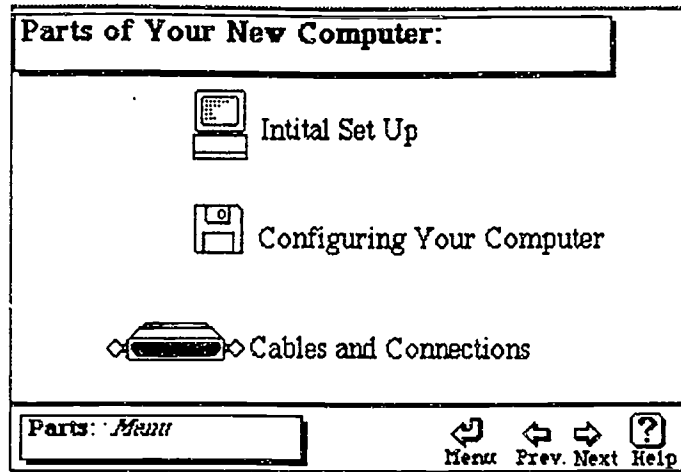 Parts of Your New Computer:
Intital Set Up
Configuring Your Computer
Cables and Connections
Parts: Menu
Menu Prev. Next Help